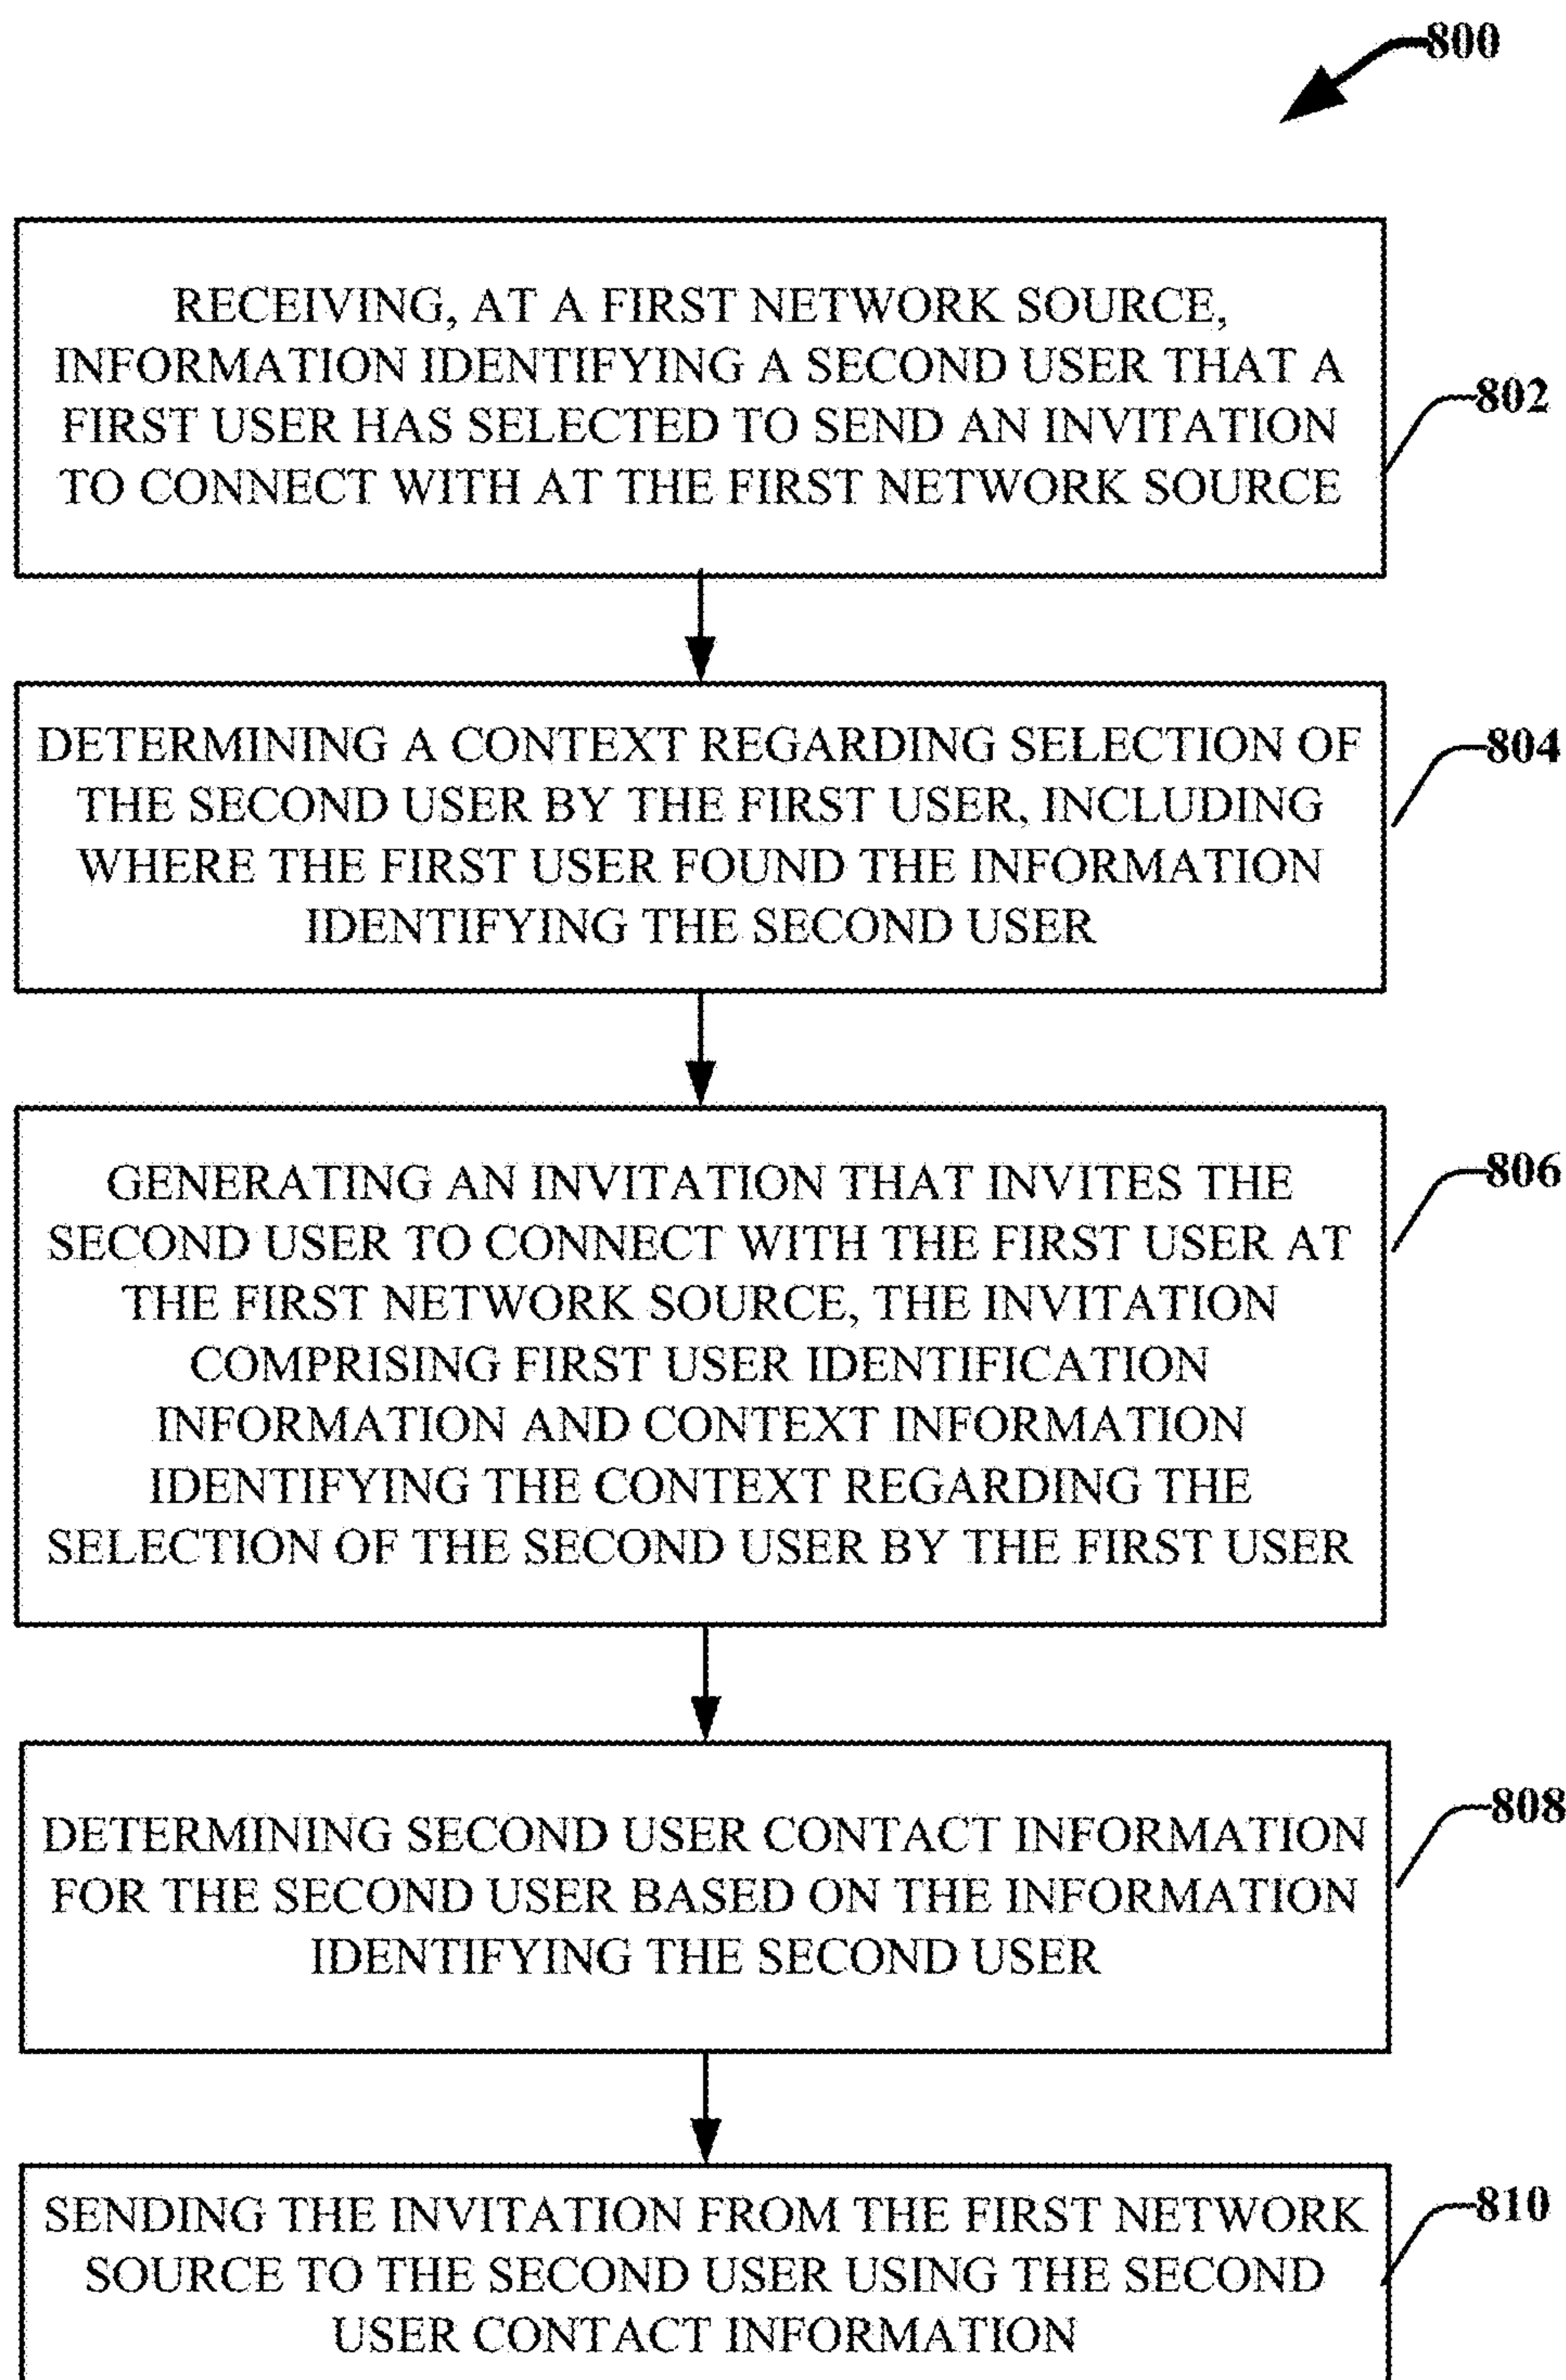 800
RECEIVING, AT A FIRST NETWORK SOURCE,
INFORMATION IDENTIFYING A SECOND USER THAT A
FIRST USER HAS SELECTED TO SEND AN INVITATION
TO CONNECT WITH AT THE FIRST NETWORK SOURCE
802
DETERMINING A CONTEXT REGARDING SELECTION OF
THE SECOND USER BY THE FIRST USER, INCLUDING
WHERE THE FIRST USER FOUND THE INFORMATION
IDENTIFYING THE SECOND USER
804
GENERATING AN INVITATION THAT INVITES THE
SECOND USER TO CONNECT WITH THE FIRST USER AT
THE FIRST NETWORK SOURCE, THE INVITATION
COMPRISING FIRST USER IDENTIFICATION
INFORMATION AND CONTEXT INFORMATION
IDENTIFYING THE CONTEXT REGARDING THE
SELECTION OF THE SECOND USER BY THE FIRST USER
806
DETERMINING SECOND USER CONTACT INFORMATION
FOR THE SECOND USER BASED ON THE INFORMATION
IDENTIFYING THE SECOND USER
808
SENDING THE INVITATION FROM THE FIRST NETWORK
SOURCE TO THE SECOND USER USING THE SECOND
USER CONTACT INFORMATION
810